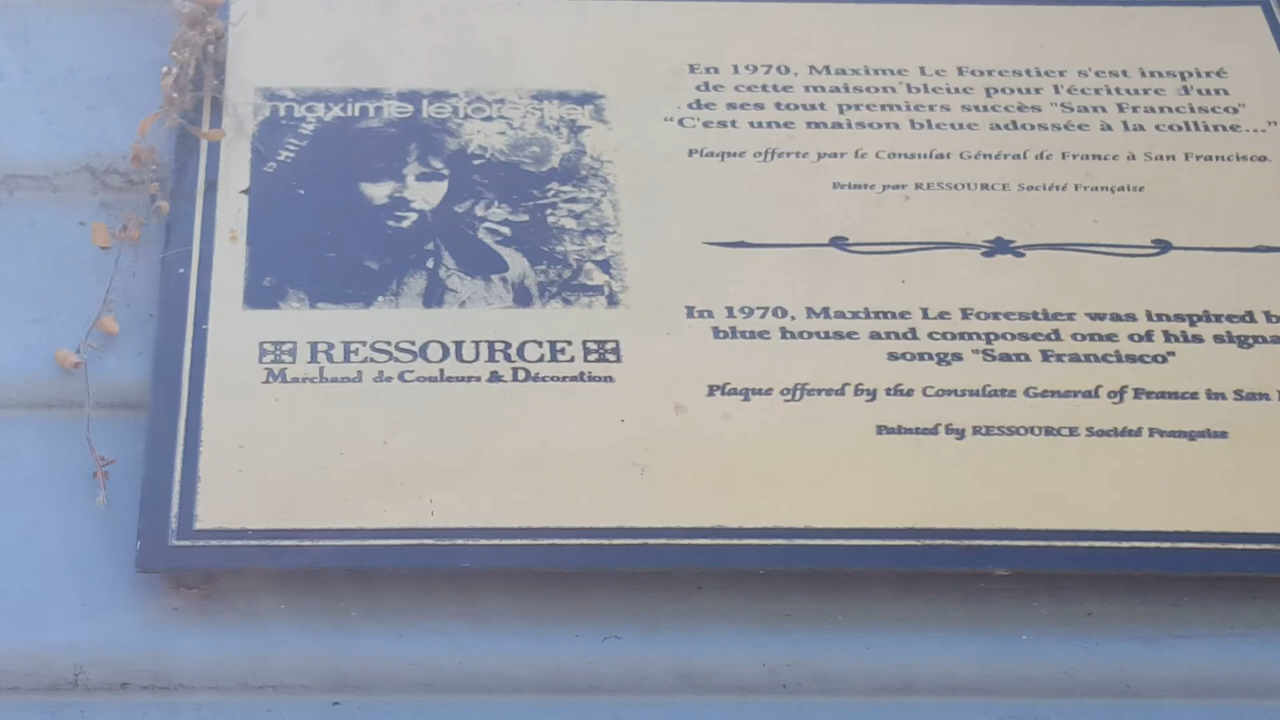 maxime leforestier
PHILIPS
RESSOURCE
Marchand de Couleurs & Décoration
En 1970, Maxime Le Forestier s'est inspiré
de cette maison bleue pour l'écriture d'un
de ses tout premiers succès "San Francisco"
"C'est une maison bleue adossée à la colline..."
Plaque offerte par le Consulat Général de France à San Francisco.
Peinte par RESSOURCE Société Française
In 1970, Maxime Le Forestier was inspired b
blue house and composed one of his signa
songs "San Francisco"
Plaque offered by the Consulate General of France in San
Painted by RESSOURCE Société Française